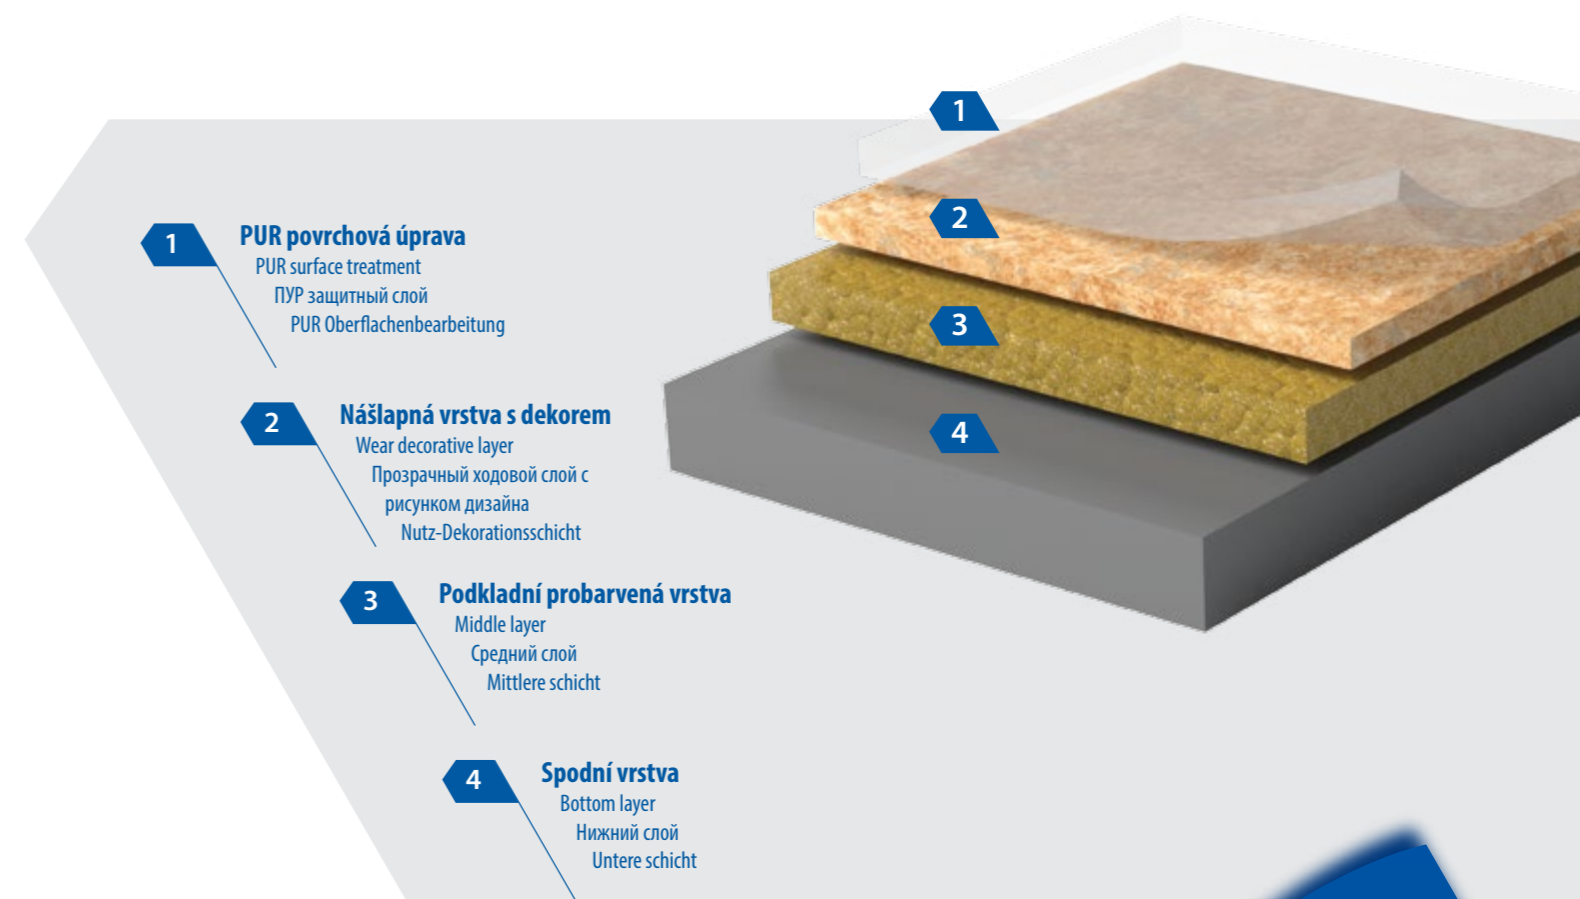 1
PUR povrchová úprava
PUR surface treatment
ПУР защитный слой
PUR Oberflachenbearbeitung
2
Nášlapná vrstva s dekorem
Wear decorative layer
Прозрачный ходовой слой с
рисунком дизайна
Nutz-Dekorationsschicht
3
Podkladní probarvená vrstva
Middle layer
Средний слой
Mittlere schicht
4
Spodní vrstva
Bottom layer
Нижний слой
Untere schicht
1
2
3
4